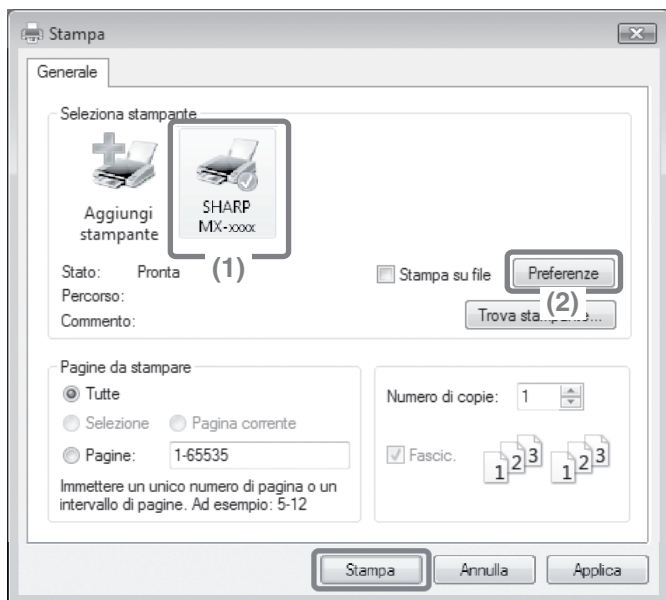 Stampa
Generale
Seleziona stampante
Aggiungi
stampante
SHARP
MX-xxxx
(1)
Stato: Pronta
Percorso:
Commento:
Stampa su file
Preferenze
(2)
Trova
Pagine da stampare
Tutte
Selezione Pagina corrente
Pagine: 1-65535
Immettere un unico numero di pagina o un
intervallo di pagine. Ad esempio: 5-12
Numero di copie: 1
Fascic.
1 2 3 1 2 3
Stampa Annulla Applica